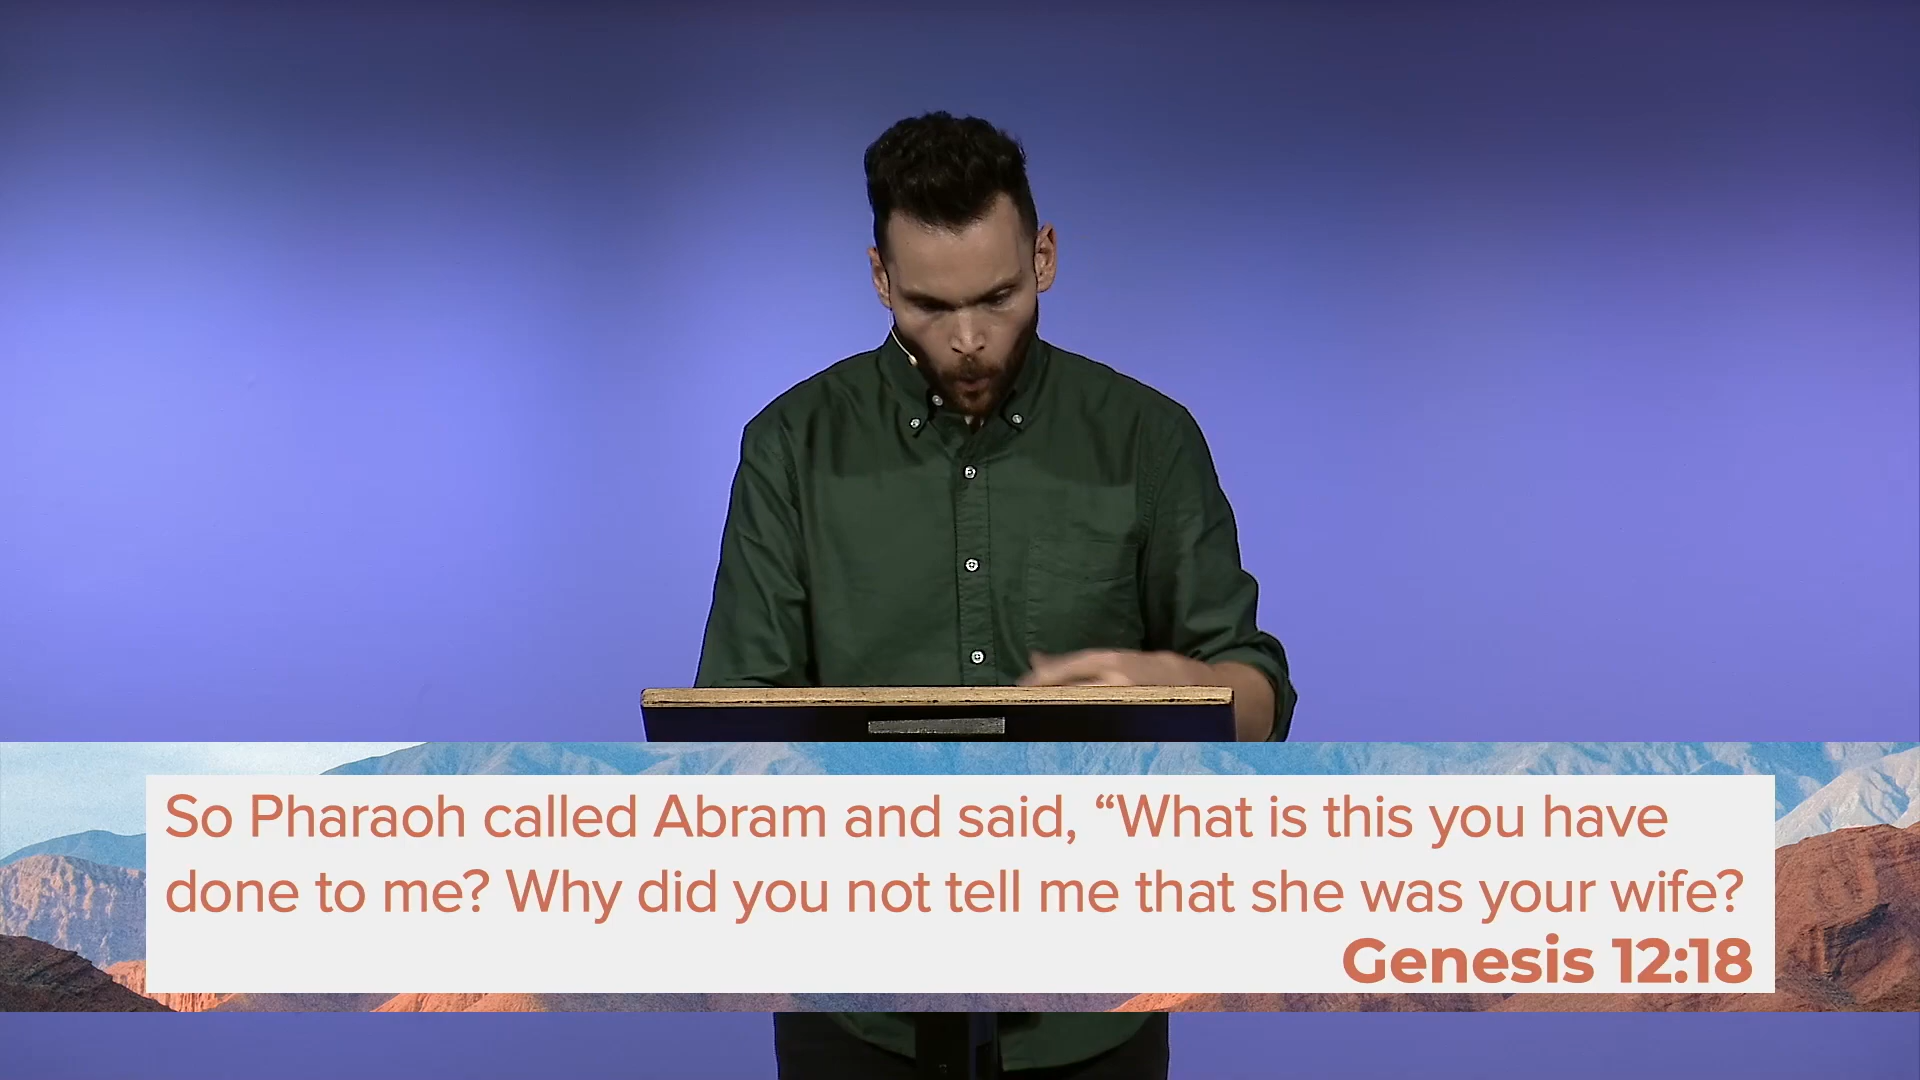 So Pharaoh called Abram and said, “What is this you have
done to me? Why did you not tell me that she was your wife?
Genesis 12:18